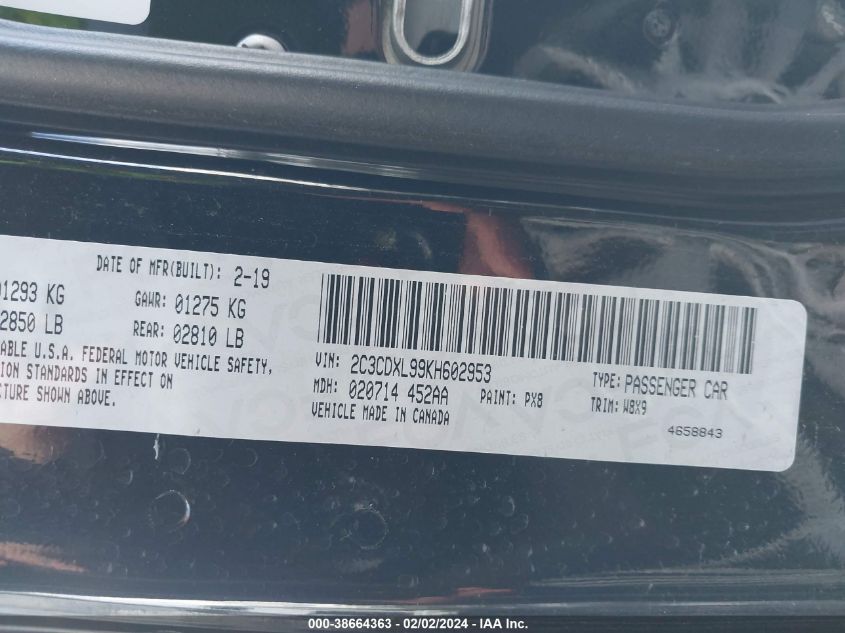 DATE OF MFR(BUILT): 2-19
01293 KG GAWR: 01275 KG
2850 LB REAR: 02810 LB
ABLE U.S.A. FEDERAL MOTOR VEHICLE SAFETY,
ION STANDARDS IN EFFECT ON
CTURE SHOWN ABOVE.
VIN: 2C3CDXL99KH602953 TYPE: PASSENGER CAR
MDH: 020714 452AA PAINT: PX8 TRIM: W8X9
VEHICLE MADE IN CANADA
4658843
000-38664363 - 02/02/2024 - IAA Inc.